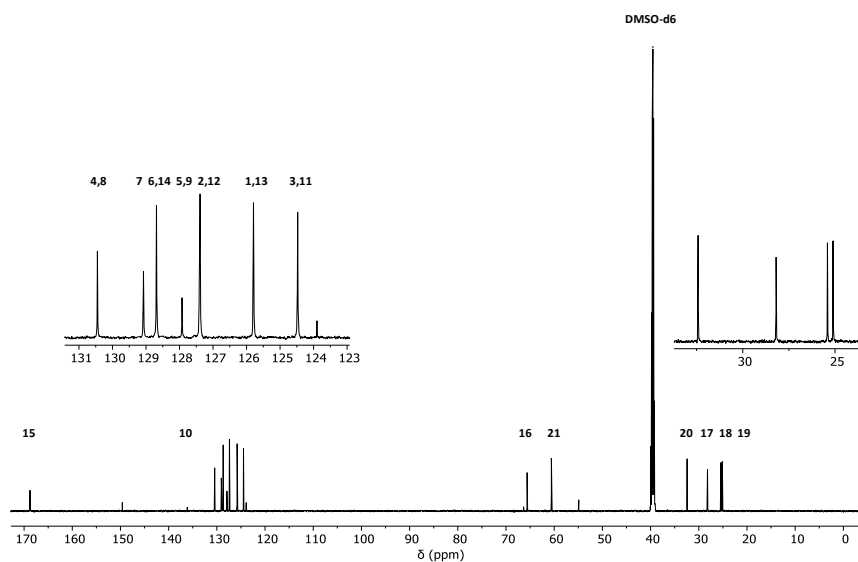 DMSO-d6
4,8 7 6,14 5,9 2,12 1,13 3,11
131 130 129 128 127 126 125 124 123
30 25
15 10 16 21 20 17 18 19
170 160 150 140 130 120 110 100 90 80 70 60 50 40 30 20 10 0
δ (ppm)